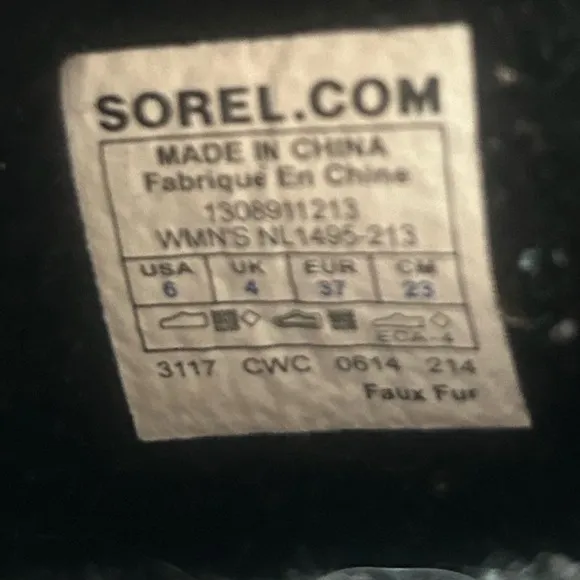 SOREL.COM
MADE IN CHINA
Fabriqué En Chine
1308911213
WMN'S NL1495-213
USA UK EUR CM
6 4 37 23
ECA-4
3117 CWC 0614 214
Faux Fur